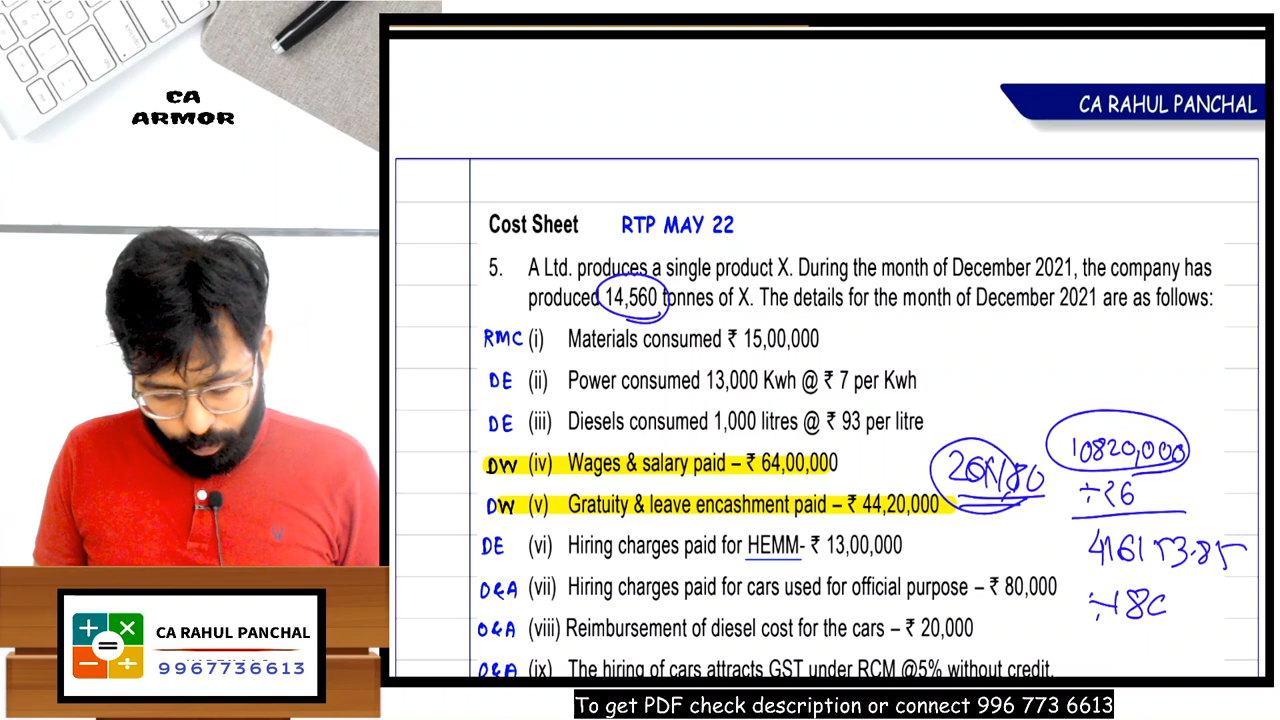 CA
ARMOR
CA RAHUL PANCHAL
Cost Sheet RTP MAY 22
5. A Ltd. produces a single product X. During the month of December 2021, the company has
produced 14,560 tonnes of X. The details for the month of December 2021 are as follows:
RMC (i) Materials consumed ₹ 15,00,000
DE (ii) Power consumed 13,000 Kwh @ ₹ 7 per Kwh
DE (iii) Diesels consumed 1,000 litres @ ₹ 93 per litre
DW (iv) Wages & salary paid – ₹ 64,00,000
DW (v) Gratuity & leave encashment paid – ₹ 44,20,000
DE (vi) Hiring charges paid for HEMM- ₹ 13,00,000
O&A (vii) Hiring charges paid for cars used for official purpose – ₹ 80,000
O&A (viii) Reimbursement of diesel cost for the cars – ₹ 20,000
O&A (ix) The hiring of cars attracts GST under RCM @5% without credit.
10820,000
÷26
416153.85
÷180
CA RAHUL PANCHAL
9967736613
To get PDF check description or connect 996 773 6613